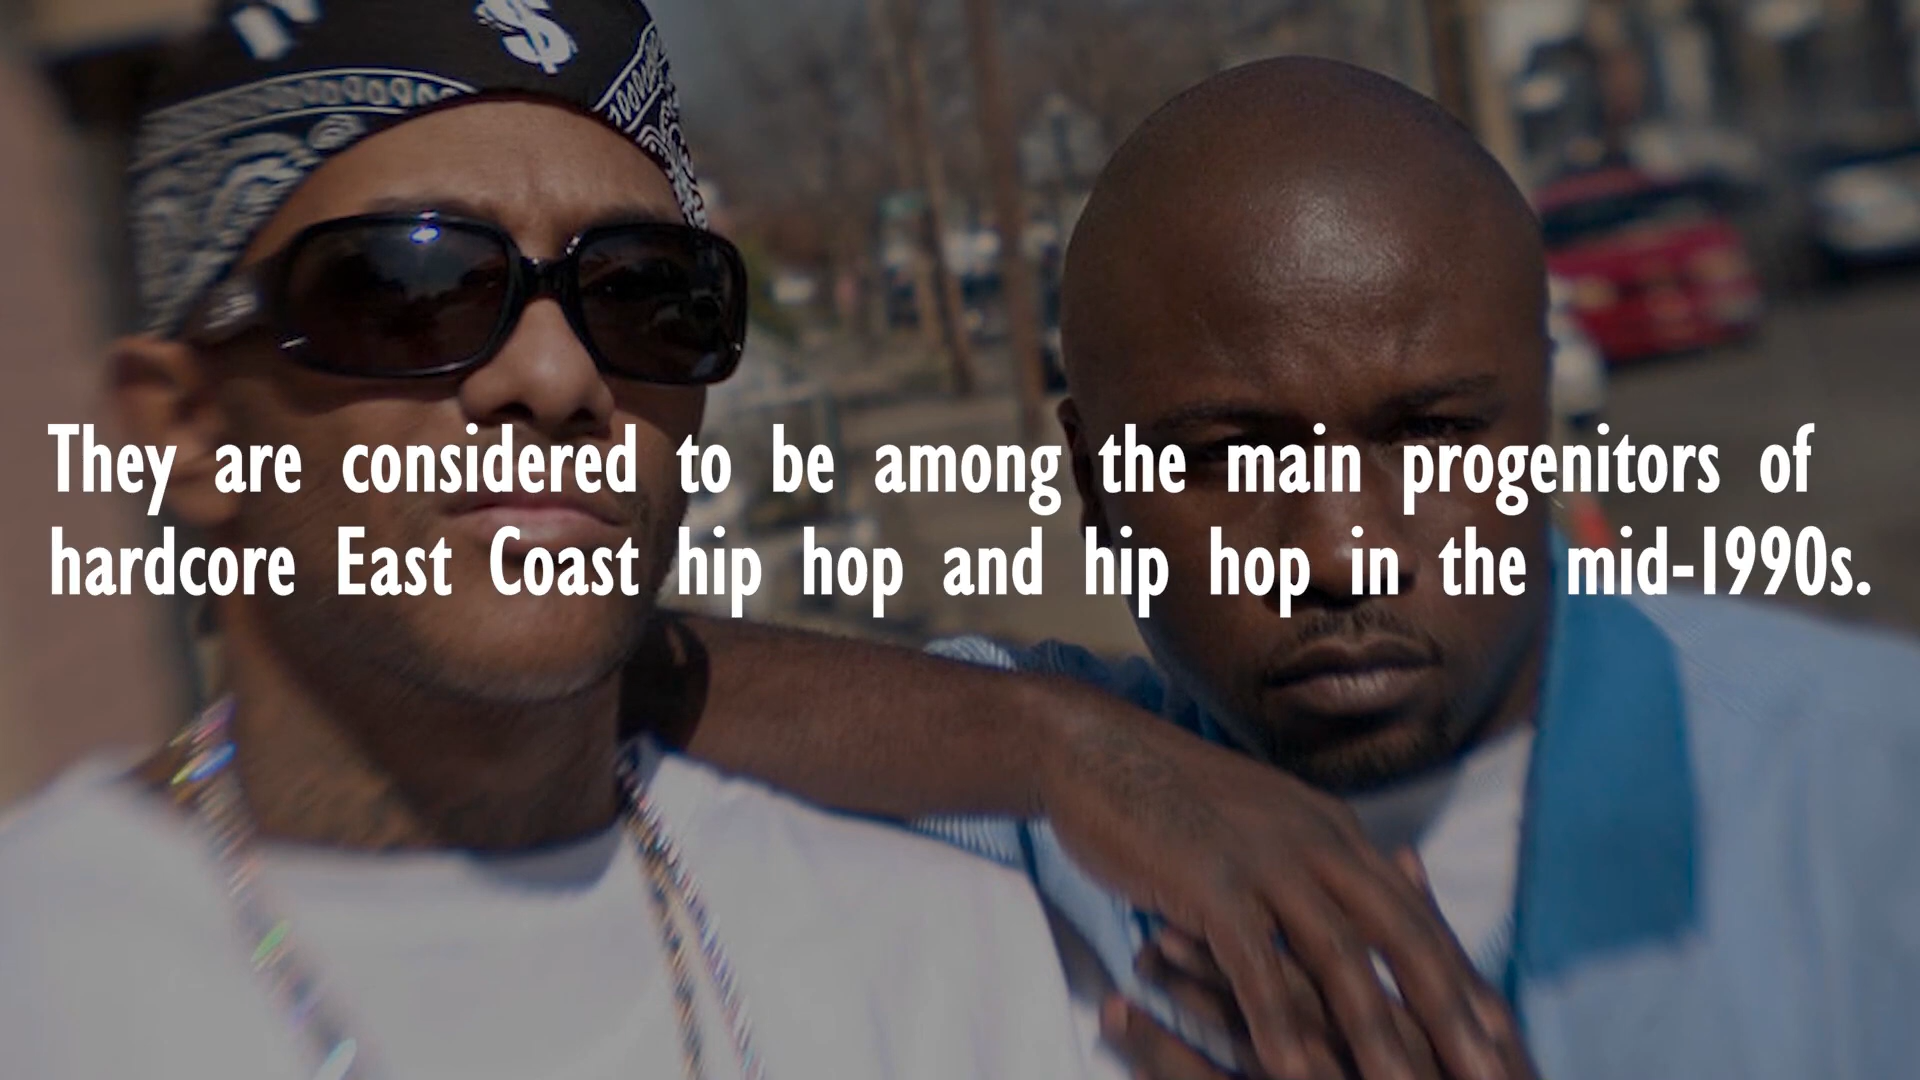 They are considered to be among the main progenitors of
hardcore East Coast hip hop and hip hop in the mid-1990s.